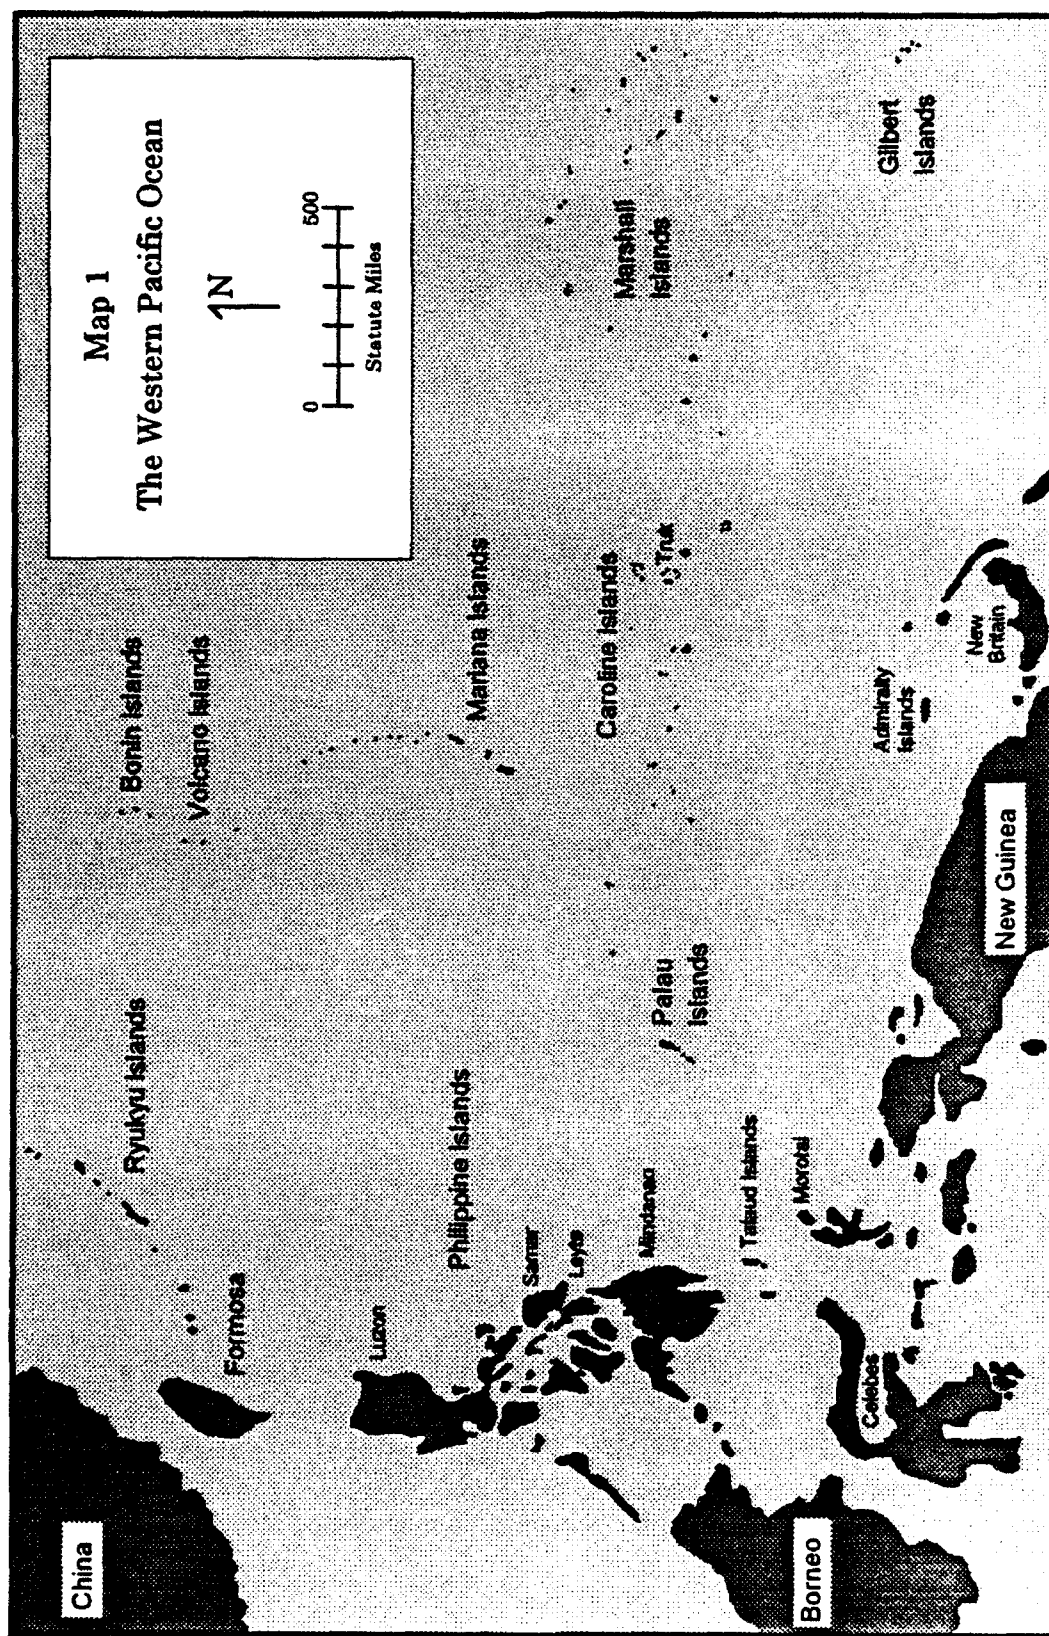 Map 1
The Western Pacific Ocean
N
0
500
Statute Miles
China
Ryukyu Islands
Bonin Islands
Volcano Islands
Formosa
Luzon
Philippine Islands
Mariana Islands
Samar
Leyte
Mindanao
Caroline Islands
Truk
Marshall
Islands
Palau
Islands
Talaud Islands
Morotai
Gilbert
Islands
Admiralty
Islands
New
Britain
Celebes
Borneo
New Guinea